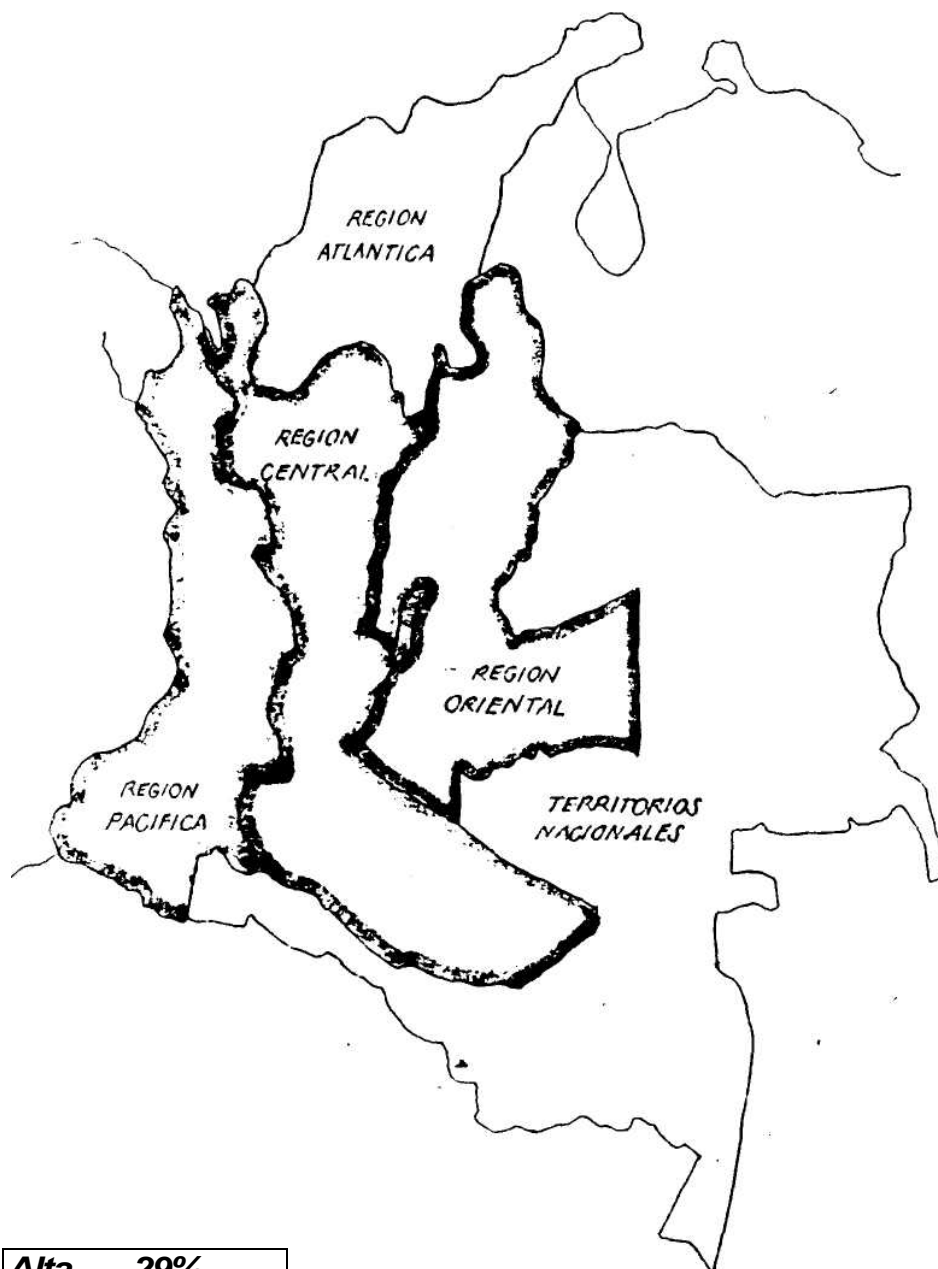 REGION
ATLANTICA
REGION
CENTRAL
REGION
ORIENTAL
REGION
PACIFICA
TERRITORIOS
NACIONALES
Alta 29%